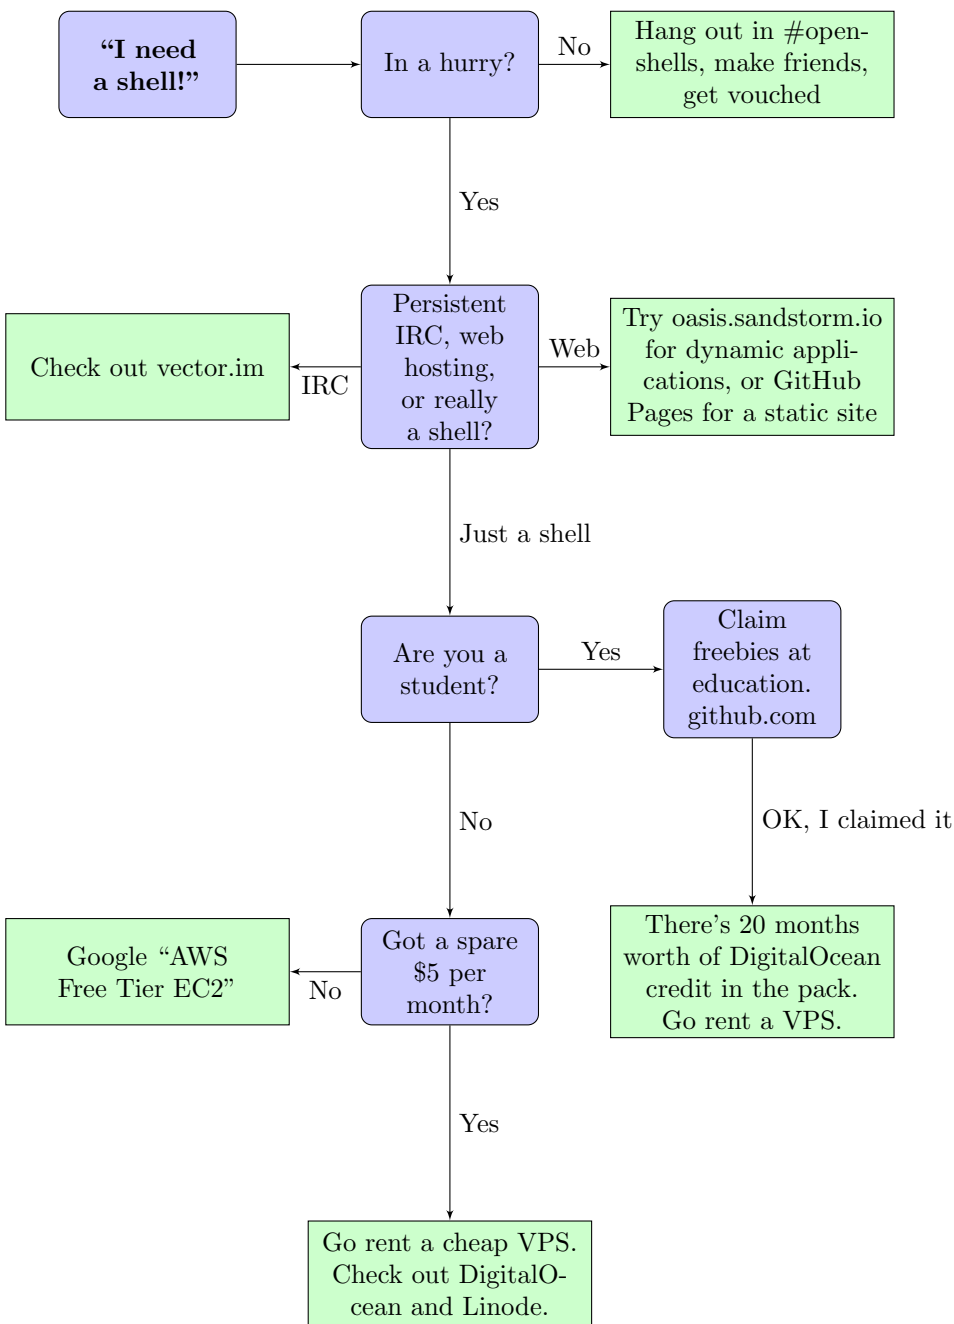 “I need
a shell!”
In a hurry?
No
Hang out in #open-
shells, make friends,
get vouched
Yes
Check out vector.im
IRC
Persistent
IRC, web
hosting,
or really
a shell?
Web
Try oasis.sandstorm.io
for dynamic appli-
cations, or GitHub
Pages for a static site
Just a shell
Are you a
student?
Yes
Claim
freebies at
education.
github.com
No
OK, I claimed it
Google “AWS
Free Tier EC2”
No
Got a spare
$5 per
month?
There's 20 months
worth of DigitalOcean
credit in the pack.
Go rent a VPS.
Yes
Go rent a cheap VPS.
Check out DigitalO-
cean and Linode.